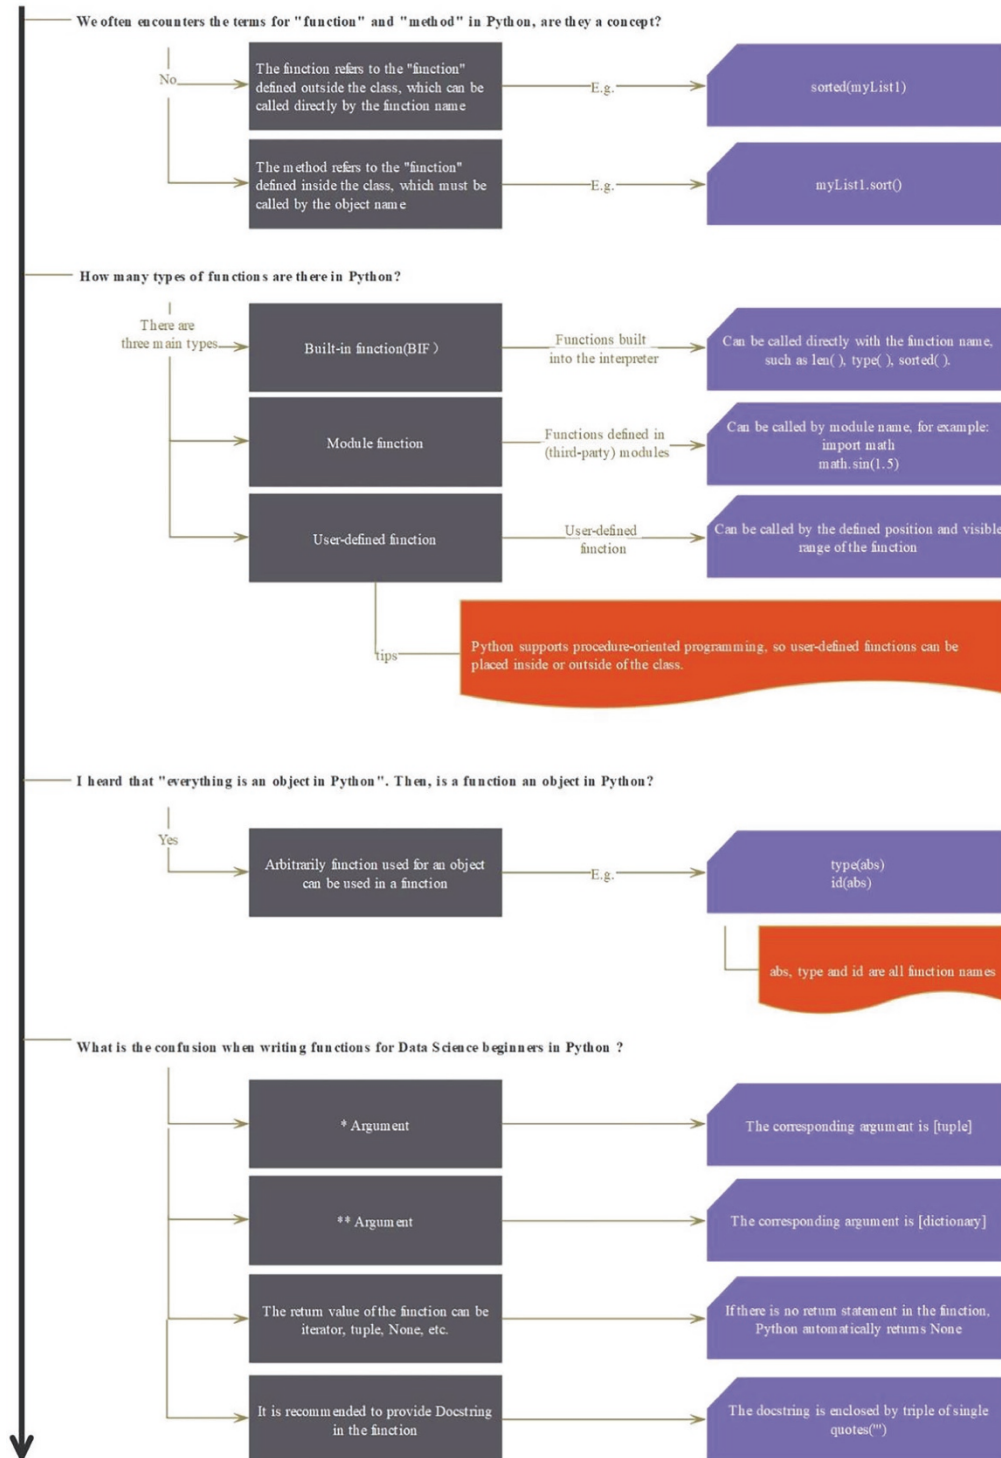 We often encounters the terms for "function" and "method" in Python, are they a concept?
No
The function refers to the "function"
defined outside the class, which can be
called directly by the function name
E.g.
sorted(myList1)
The method refers to the "function"
defined inside the class, which must be
called by the object name
E.g.
myList1.sort()
How many types of functions are there in Python?
There are
three main types
Built-in function(BIF)
Functions built
into the interpreter
Can be called directly with the function name,
such as len( ), type( ), sorted( ).
Module function
Functions defined in
(third-party) modules
Can be called by module name, for example:
import math
math.sin(1.5)
User-defined function
User-defined
function
Can be called by the defined position and visible
range of the function
tips
Python supports procedure-oriented programming, so user-defined functions can be
placed inside or outside of the class.
I heard that "everything is an object in Python". Then, is a function an object in Python?
Yes
Arbitrarily function used for an object
can be used in a function
E.g.
type(abs)
id(abs)
abs, type and id are all function names
What is the confusion when writing functions for Data Science beginners in Python ?
* Argument
The corresponding argument is [tuple]
** Argument
The corresponding argument is [dictionary]
The return value of the function can be
iterator, tuple, None, etc.
If there is no return statement in the function,
Python automatically returns None
It is recommended to provide Docstring
in the function
The docstring is enclosed by triple of single
quotes(''')